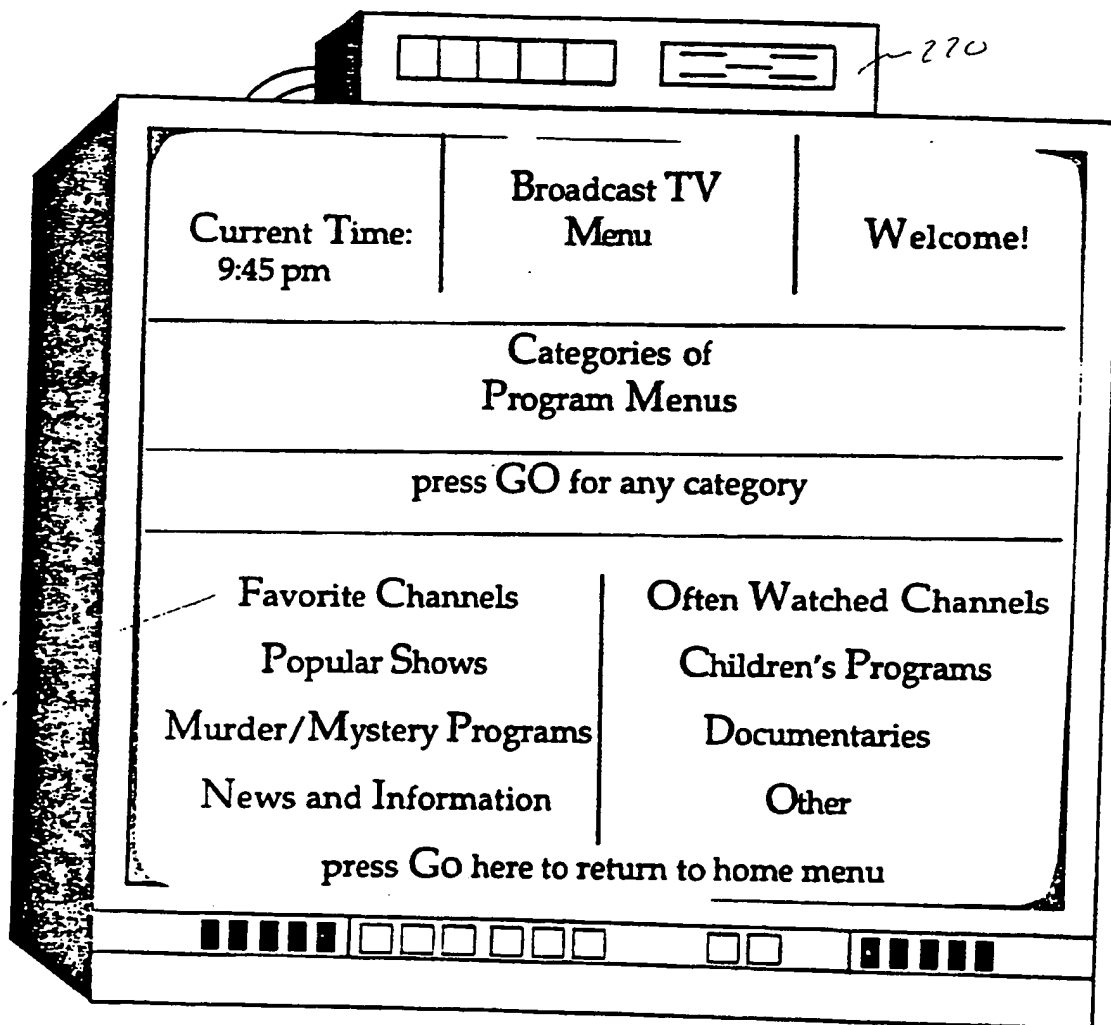 220
Current Time:
9:45 pm
Broadcast TV
Menu
Welcome!
Categories of
Program Menus
press GO for any category
Favorite Channels
Often Watched Channels
Popular Shows
Children's Programs
Murder/Mystery Programs
Documentaries
News and Information
Other
press Go here to return to home menu